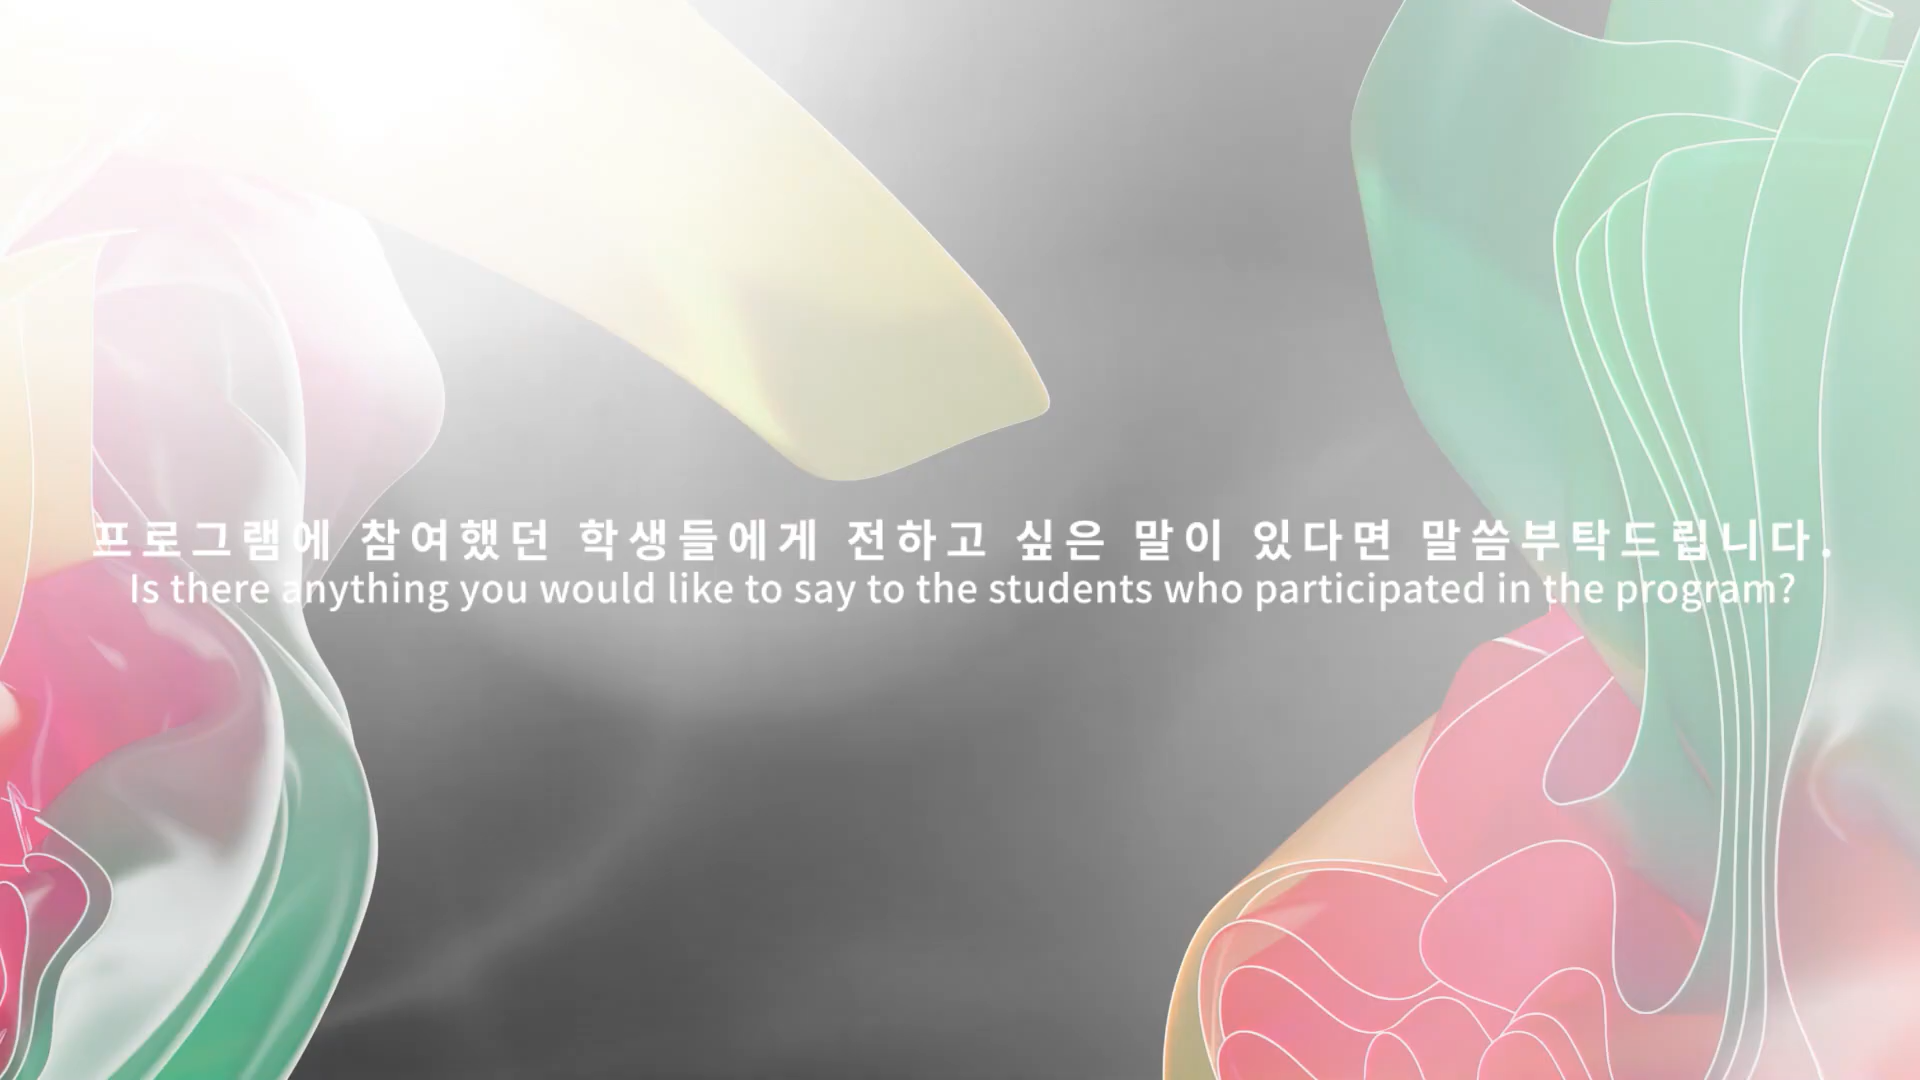 프로그램에 참여했던 학생들에게 전하고 싶은 말이 있다면 말씀부탁드립니다.
Is there anything you would like to say to the students who participated in the program?